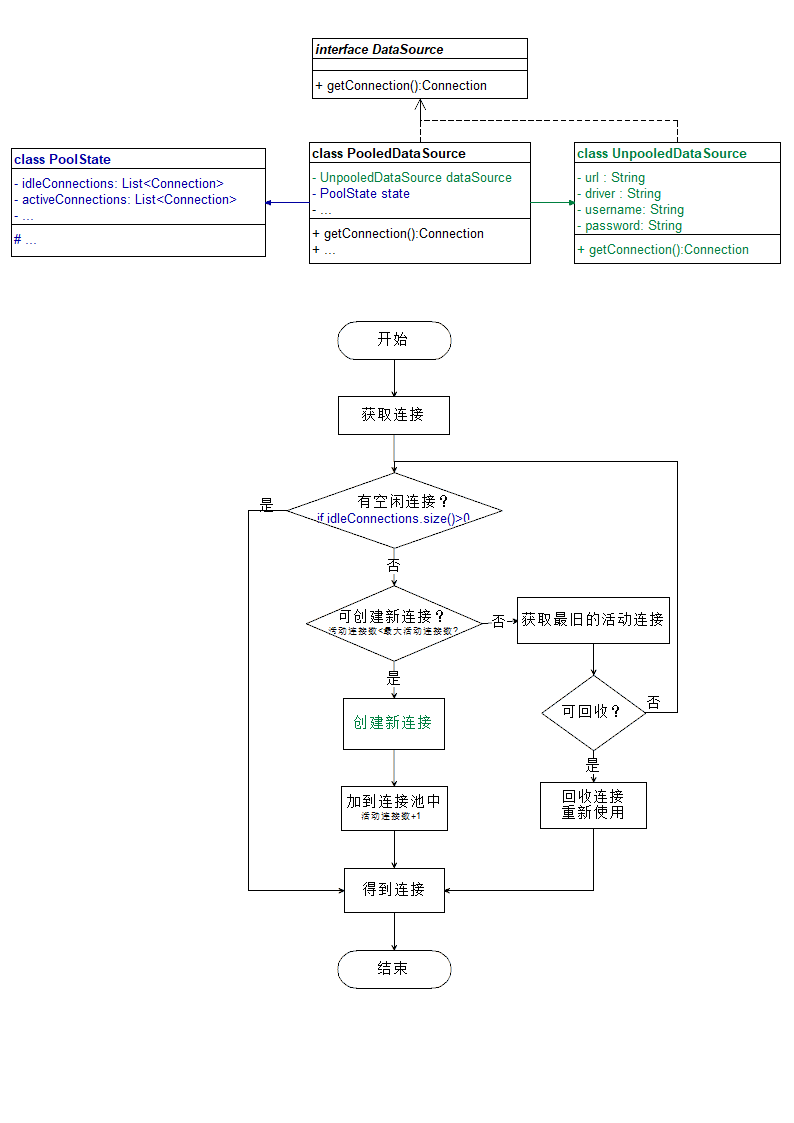 interface DataSource
+ getConnection():Connection
class PoolState
- idleConnections: List<Connection>
- activeConnections: List<Connection>
- ...
# ...
class PooledDataSource
- UnpooledDataSource dataSource
- PoolState state
- ...
+ getConnection():Connection
+ ...
class UnpooledDataSource
- url : String
- driver : String
- username: String
- password: String
+ getConnection():Connection
开始
获取连接
是
有空闲连接？
if idleConnections.size()>0
否
可创建新连接？
活动连接数<最大活动连接数?
否
获取最旧的活动连接
是
可回收？
否
创建新连接
是
加到连接池中
活动连接数+1
回收连接
重新使用
得到连接
结束